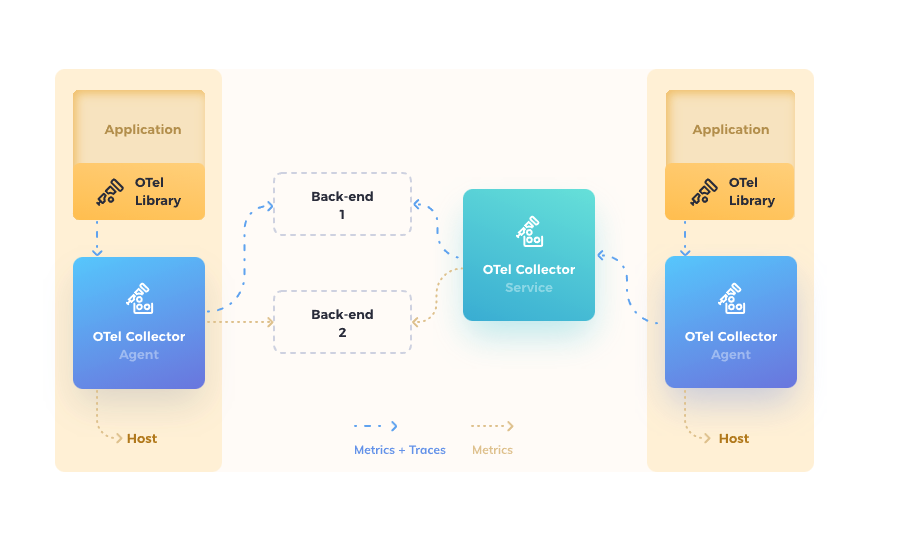 Application
OTel
Library
OTel Collector
Agent
Host
Back-end
1
Back-end
2
OTel Collector
Service
Metrics + Traces
Metrics
Application
OTel
Library
OTel Collector
Agent
Host